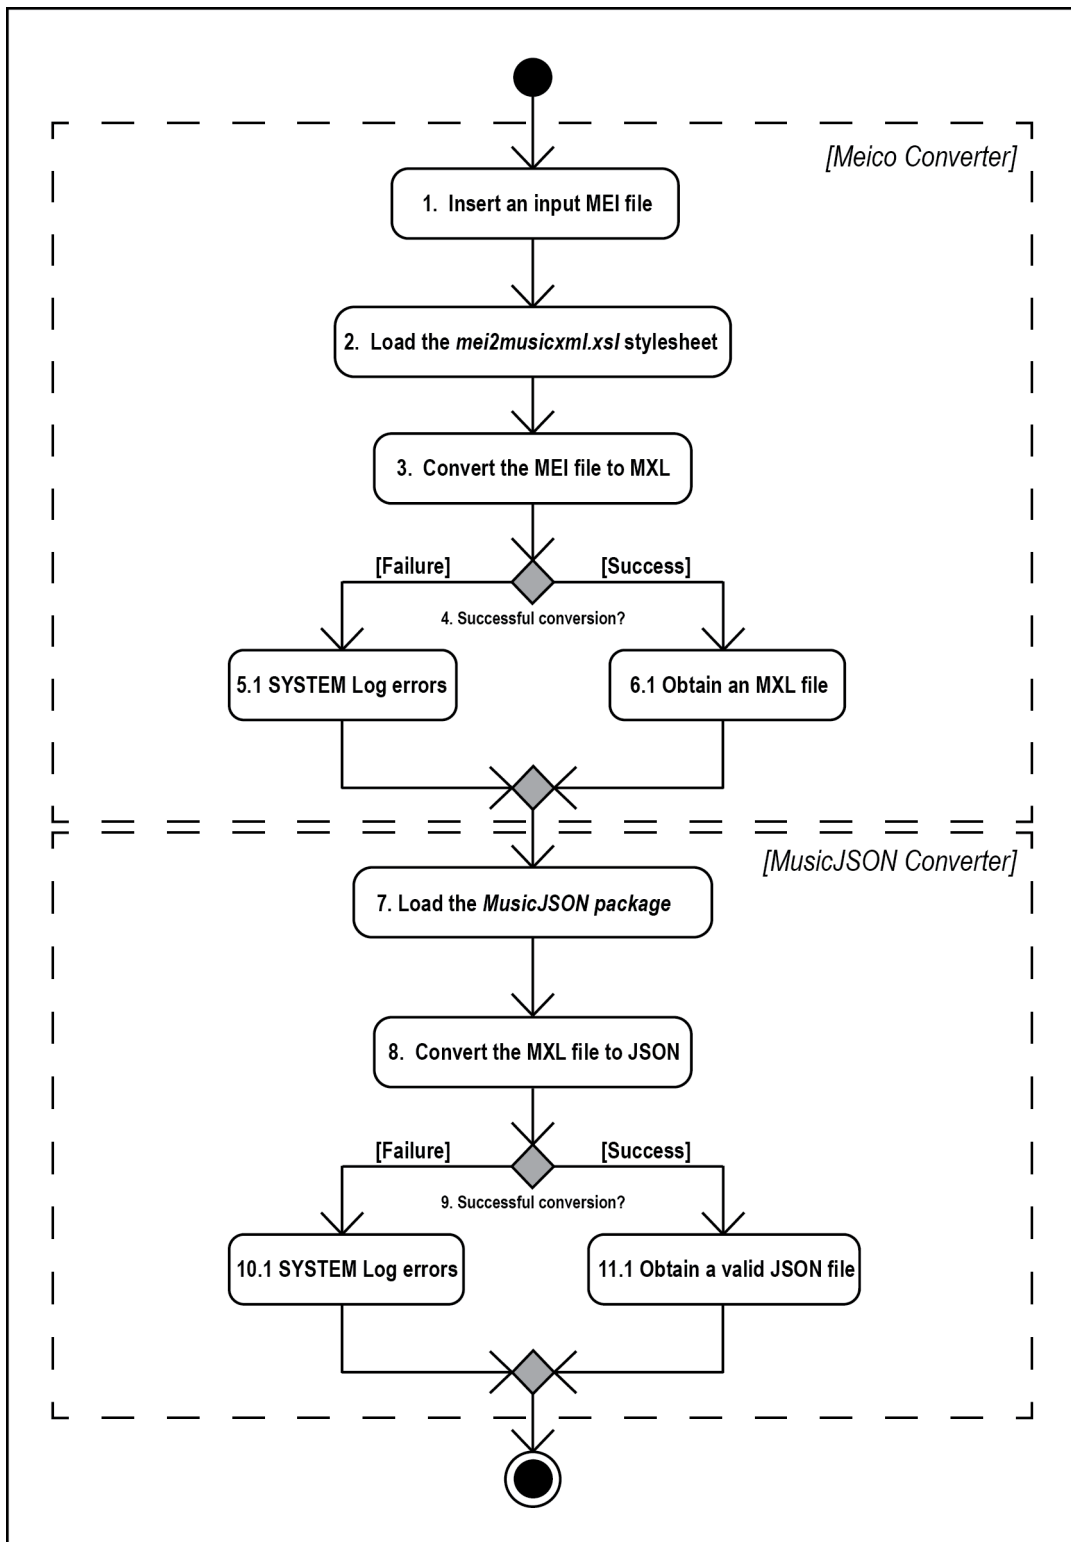 [Meico Converter]
1. Insert an input MEI file
2. Load the mei2musicxml.xsl stylesheet
3. Convert the MEI file to MXL
[Failure]
[Success]
4. Successful conversion?
5.1 SYSTEM Log errors
6.1 Obtain an MXL file
[MusicJSON Converter]
7. Load the MusicJSON package
8. Convert the MXL file to JSON
[Failure]
[Success]
9. Successful conversion?
10.1 SYSTEM Log errors
11.1 Obtain a valid JSON file